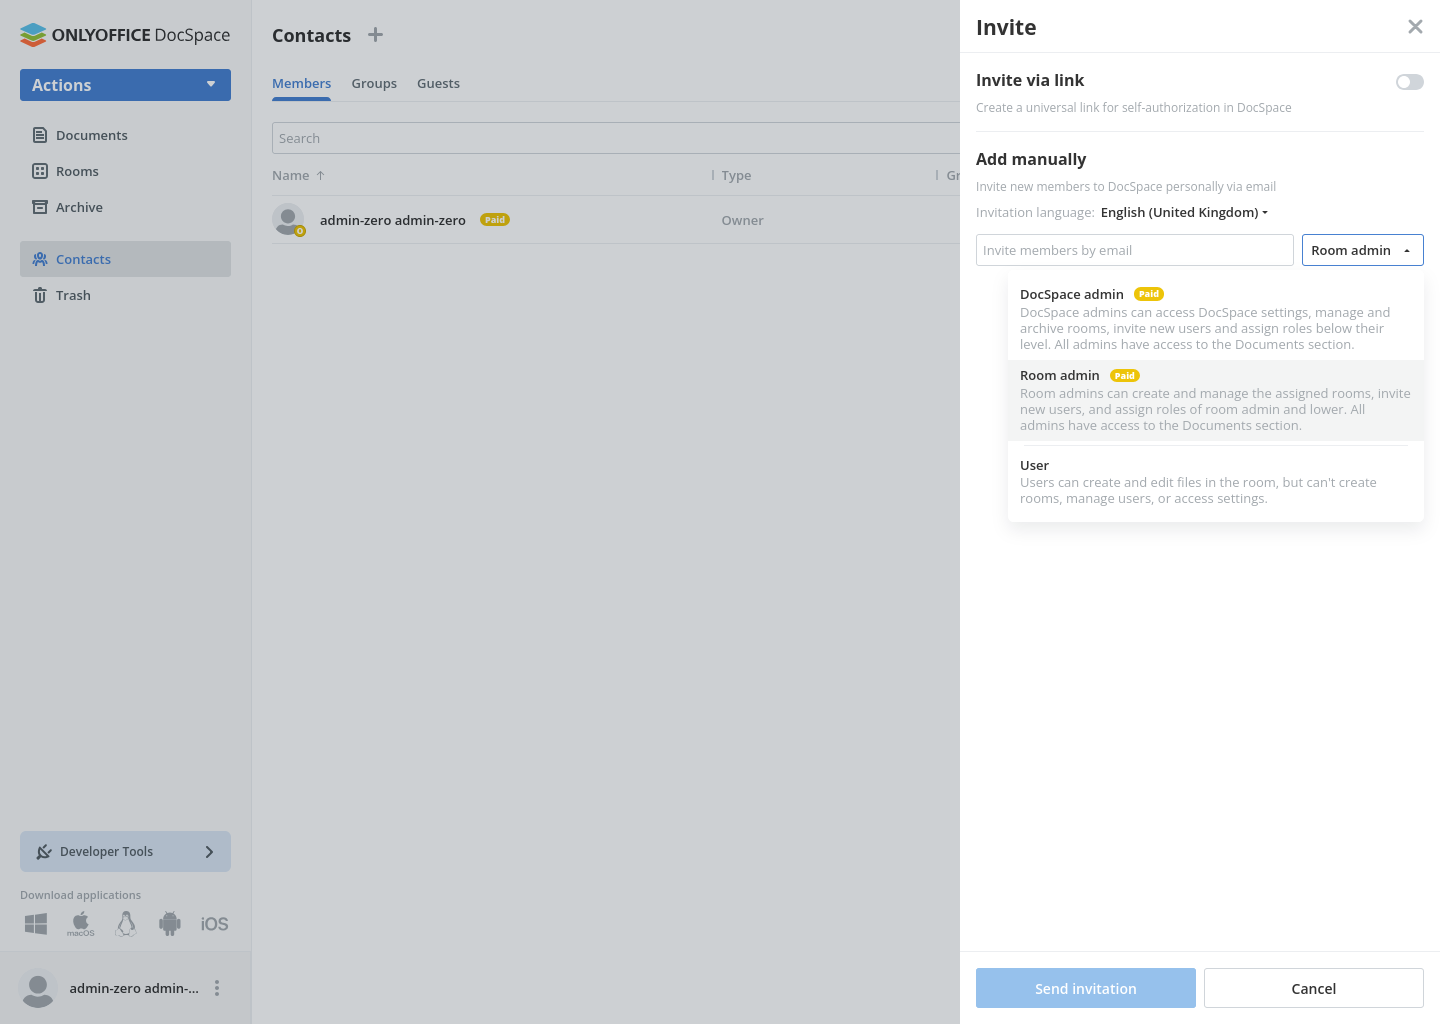 ONLYOFFICE DocSpace
Actions
Documents
Rooms
Archive
Contacts
Trash
Developer Tools
Download applications
macOS
iOS
admin-zero admin-...
Contacts
Members Groups Guests
Search
Name Type Gr
admin-zero admin-zero Paid Owner
O
Invite
Invite via link
Create a universal link for self-authorization in DocSpace
Add manually
Invite new members to DocSpace personally via email
Invitation language: English (United Kingdom)
Invite members by email Room admin
DocSpace admin Paid
DocSpace admins can access DocSpace settings, manage and
archive rooms, invite new users and assign roles below their
level. All admins have access to the Documents section.
Room admin Paid
Room admins can create and manage the assigned rooms, invite
new users, and assign roles of room admin and lower. All
admins have access to the Documents section.
User
Users can create and edit files in the room, but can't create
rooms, manage users, or access settings.
Send invitation Cancel